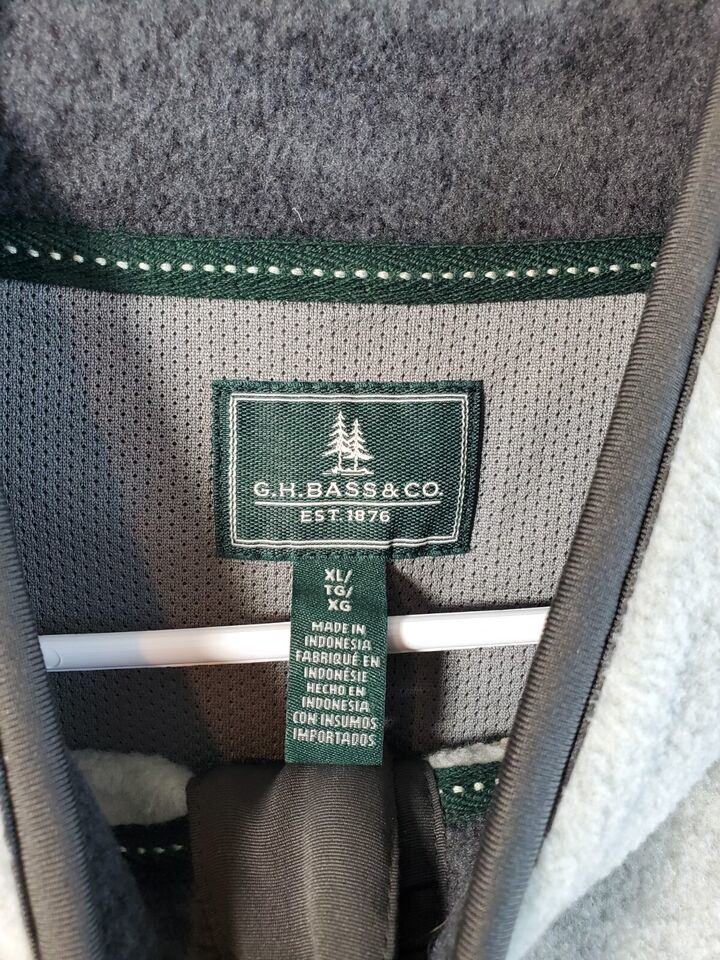 G.H.BASS&CO.
EST.1876
XL/
TG/
XG
MADE IN
INDONESIA
FABRIQUÉ EN
INDONÉSIE
HECHO EN
INDONESIA
CON INSUMOS
IMPORTADOS